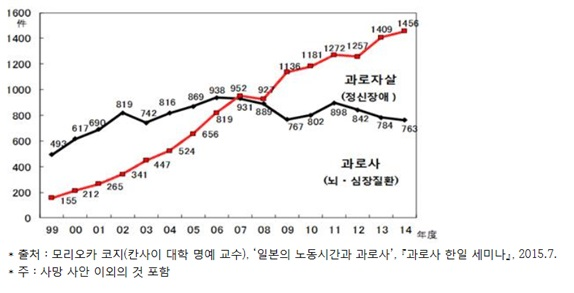 1600
件
1400
1200
1000
800
600
400
200
0
493 617 690 819 742 816 869 938 931 889 767 802 898 842 784 763
155 212 265 341 447 524 656 819 952 927 1136 1181 1272 1257 1409 1456
과로자살
(정신장애)
과로사
(뇌·심장질환)
99 00 01 02 03 04 05 06 07 08 09 10 11 12 13 14 年度
* 출처 : 모리오카 코지(칸사이 대학 명예 교수), ‘일본의 노동시간과 과로사’, 『과로사 한일 세미나』, 2015.7.
* 주 : 사망 사안 이외의 것 포함